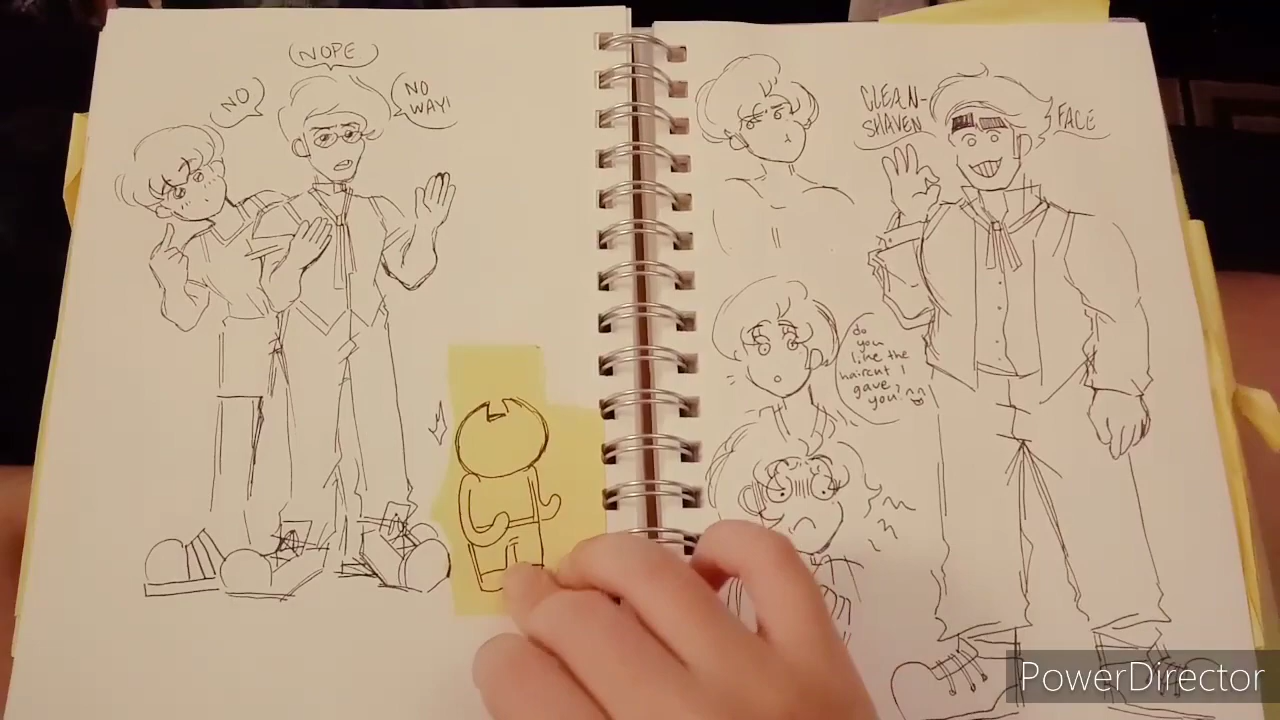 NOPE
NO
NO
WAY!
CLEAN-
SHAVEN
FACE
do
you
like the
haircut I
gave
you?
PowerDirector